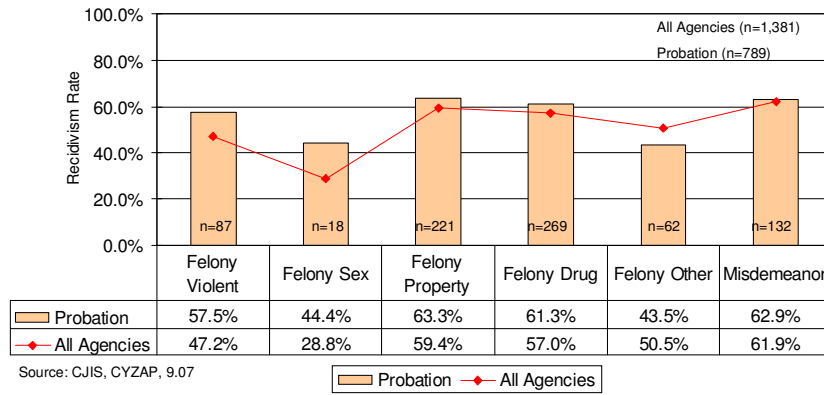 100.0%
80.0%
60.0%
40.0%
20.0%
0.0%
Recidivism Rate
All Agencies (n=1,381)
Probation (n=789)
n=87 n=18 n=221 n=269 n=62 n=132
Felony Violent Felony Sex Felony Property Felony Drug Felony Other Misdemeanor
Probation 57.5% 44.4% 63.3% 61.3% 43.5% 62.9%
All Agencies 47.2% 28.8% 59.4% 57.0% 50.5% 61.9%
Source: CJIS, CYZAP, 9.07
Probation All Agencies